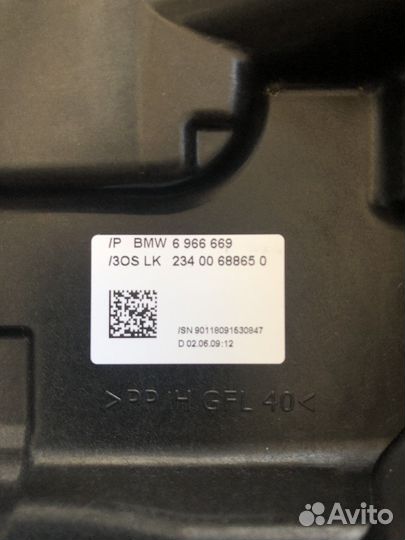 /P BMW 6 966 669
/3OS LK 234 00 68865 0
/SN 90118091530847
D 02.06.09:12
>PP/H GFL 40<
Avito